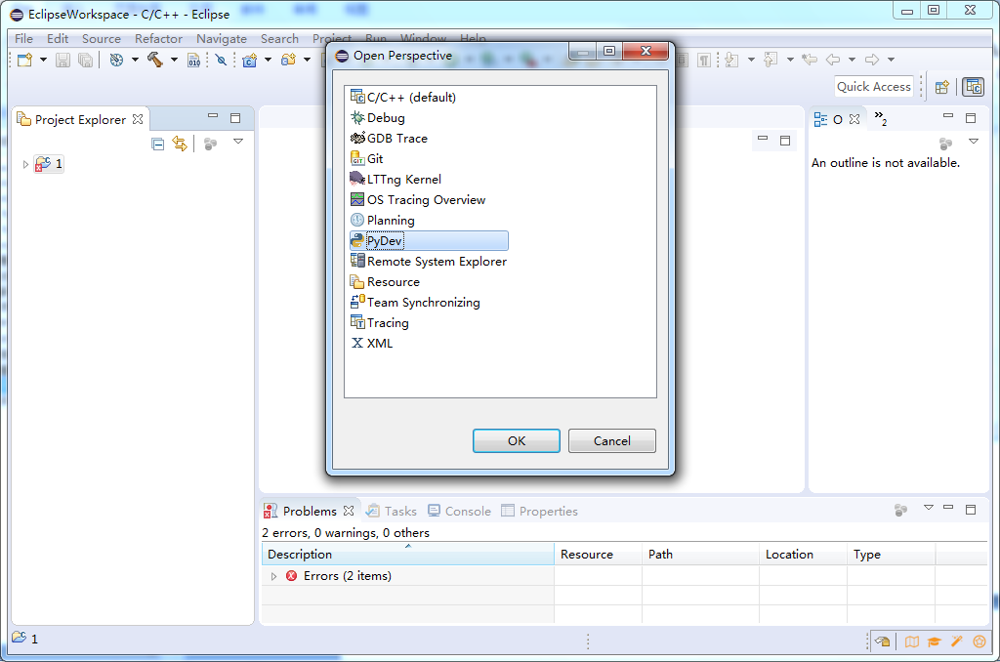 EclipseWorkspace - C/C++ - Eclipse
File Edit Source Refactor Navigate Search Project Run Window Help
Quick Access
Project Explorer
1
Open Perspective
C/C++ (default)
Debug
GDB Trace
Git
LTTng Kernel
OS Tracing Overview
Planning
PyDev
Remote System Explorer
Resource
Team Synchronizing
Tracing
XML
OK Cancel
O
2
An outline is not available.
Problems Tasks Console Properties
2 errors, 0 warnings, 0 others
Description Resource Path Location Type
Errors (2 items)
1